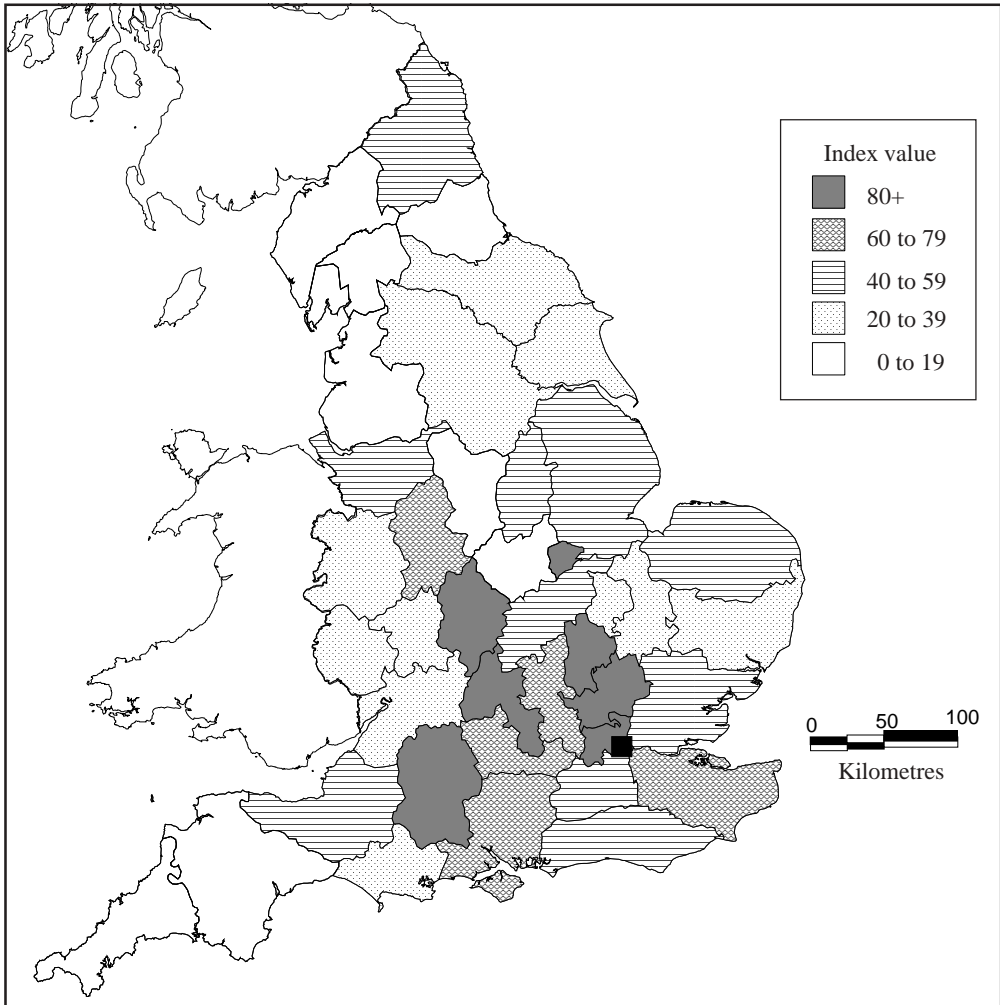 Index value
80+
60 to 79
40 to 59
20 to 39
0 to 19
0 50 100
Kilometres